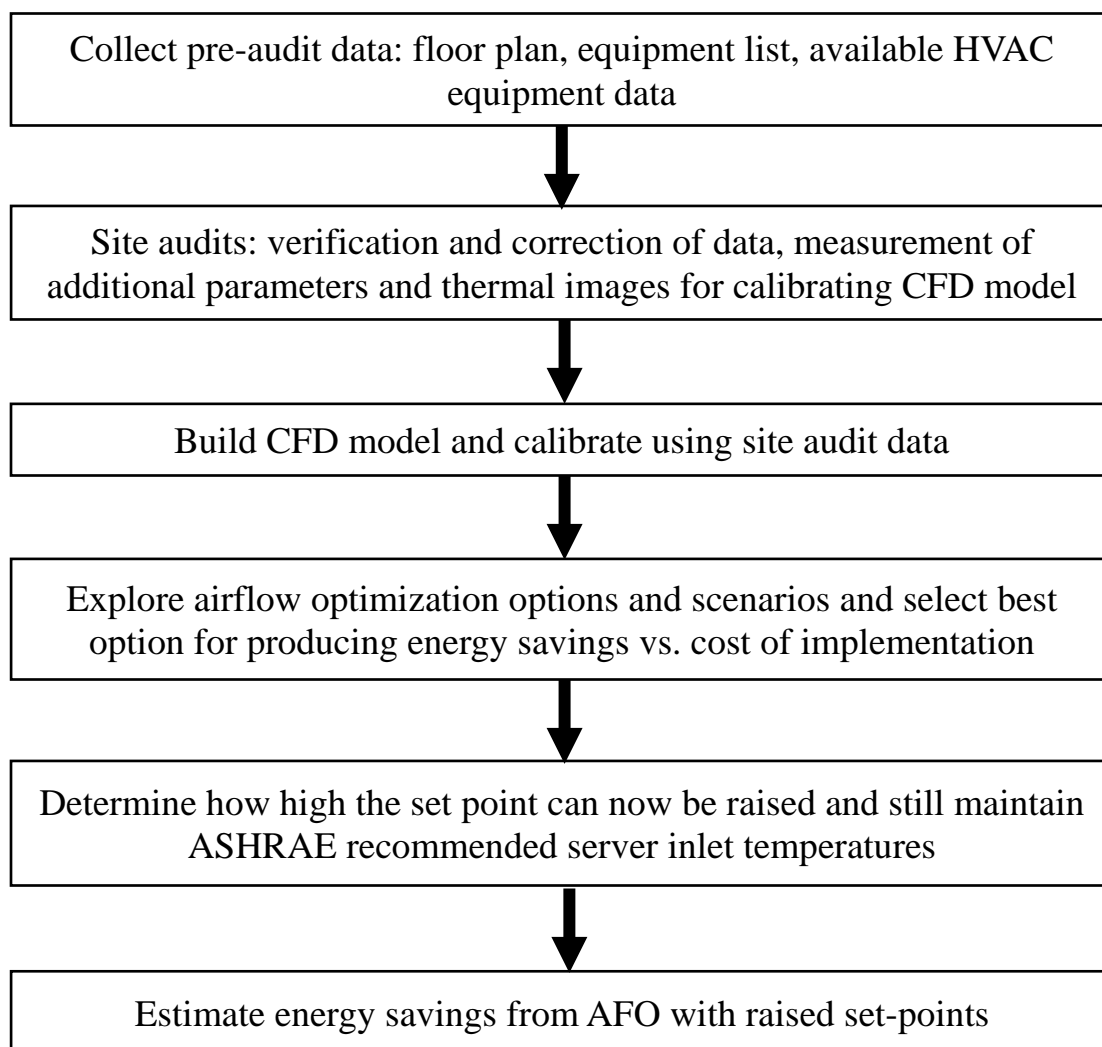 Collect pre-audit data: floor plan, equipment list, available HVAC
equipment data
Site audits: verification and correction of data, measurement of
additional parameters and thermal images for calibrating CFD model
Build CFD model and calibrate using site audit data
Explore airflow optimization options and scenarios and select best
option for producing energy savings vs. cost of implementation
Determine how high the set point can now be raised and still maintain
ASHRAE recommended server inlet temperatures
Estimate energy savings from AFO with raised set-points